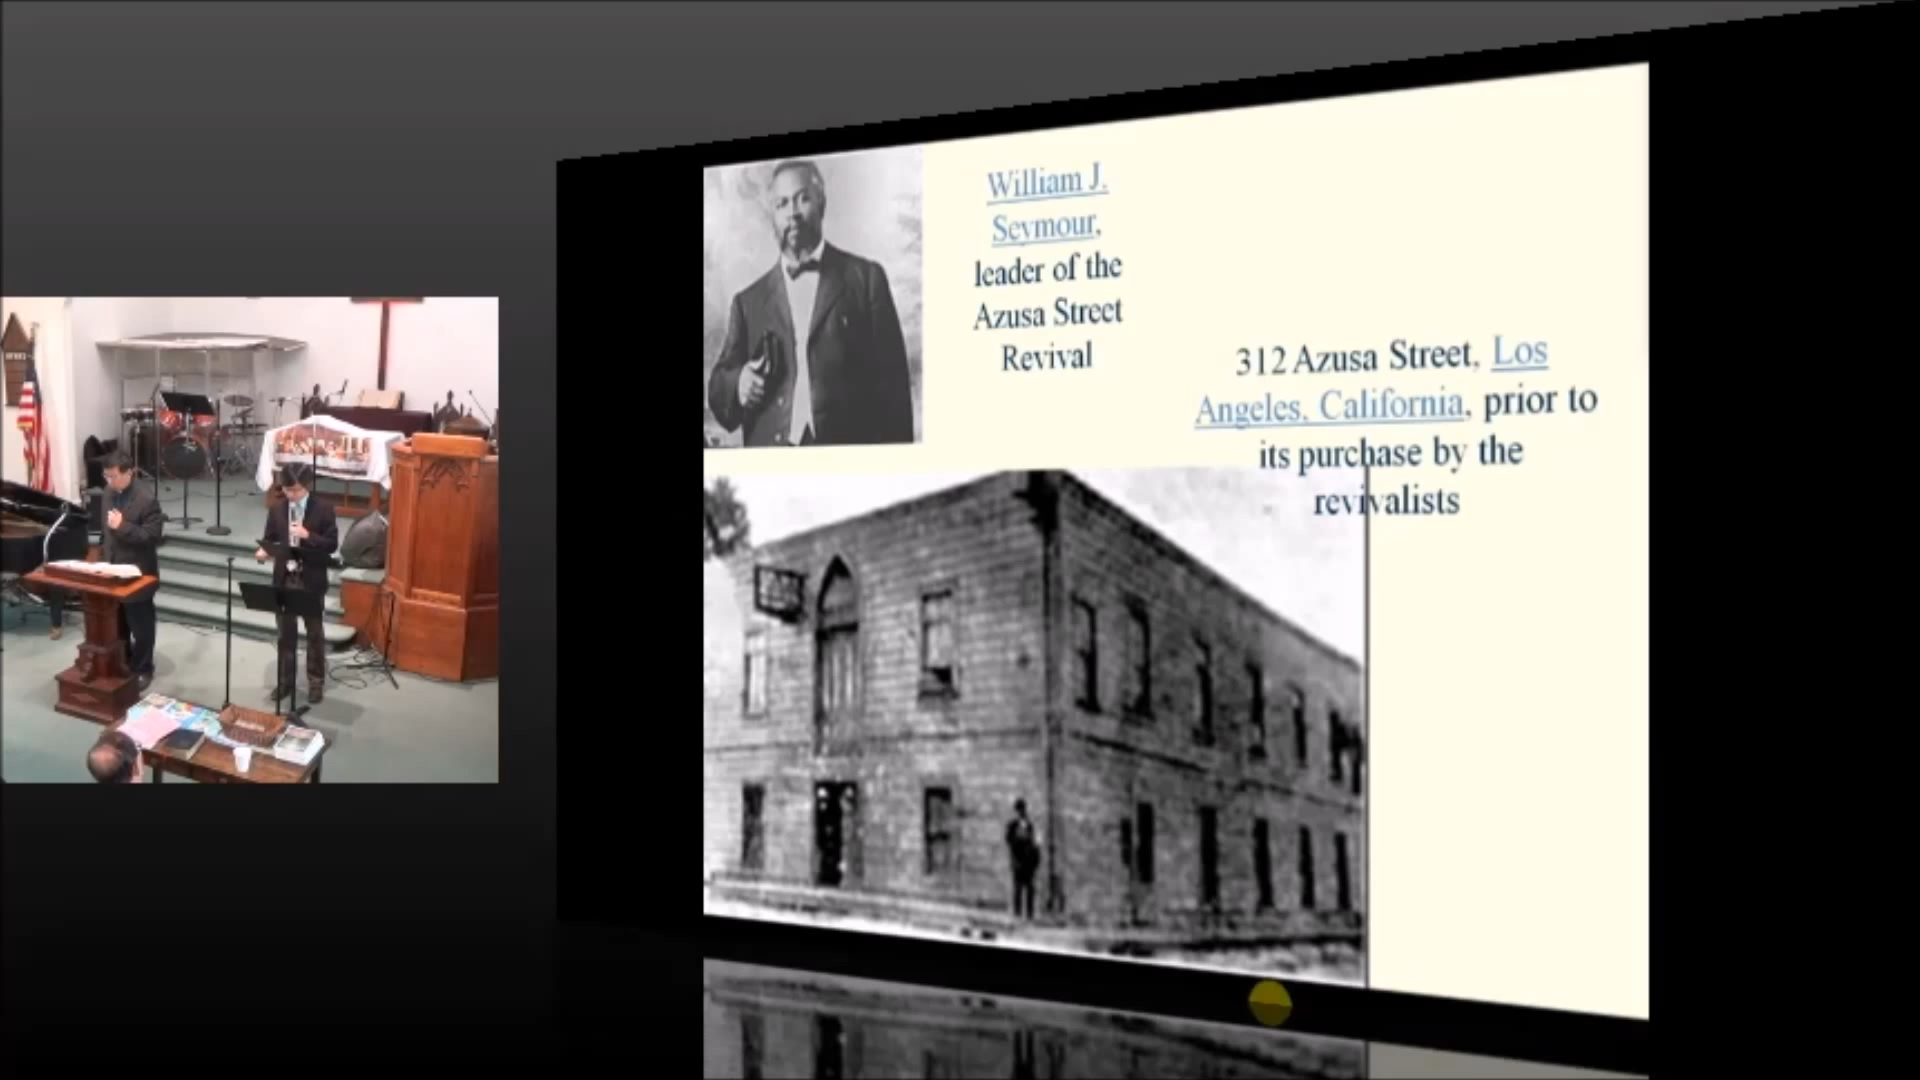 William J.
Seymour,
leader of the
Azusa Street
Revival
312 Azusa Street, Los
Angeles, California, prior to
its purchase by the
revivalists